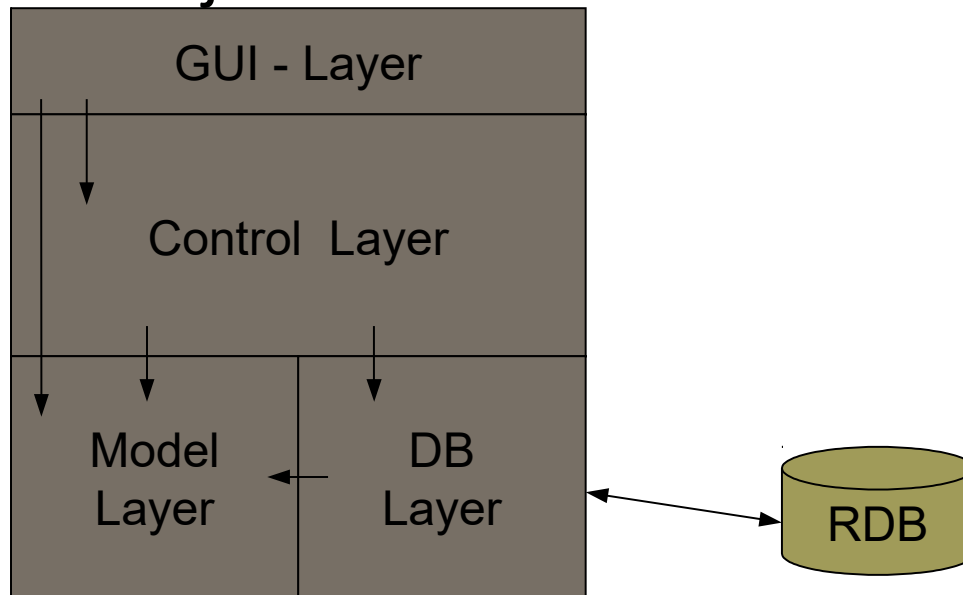 GUI - Layer
Control Layer
Model
Layer
DB
Layer
RDB